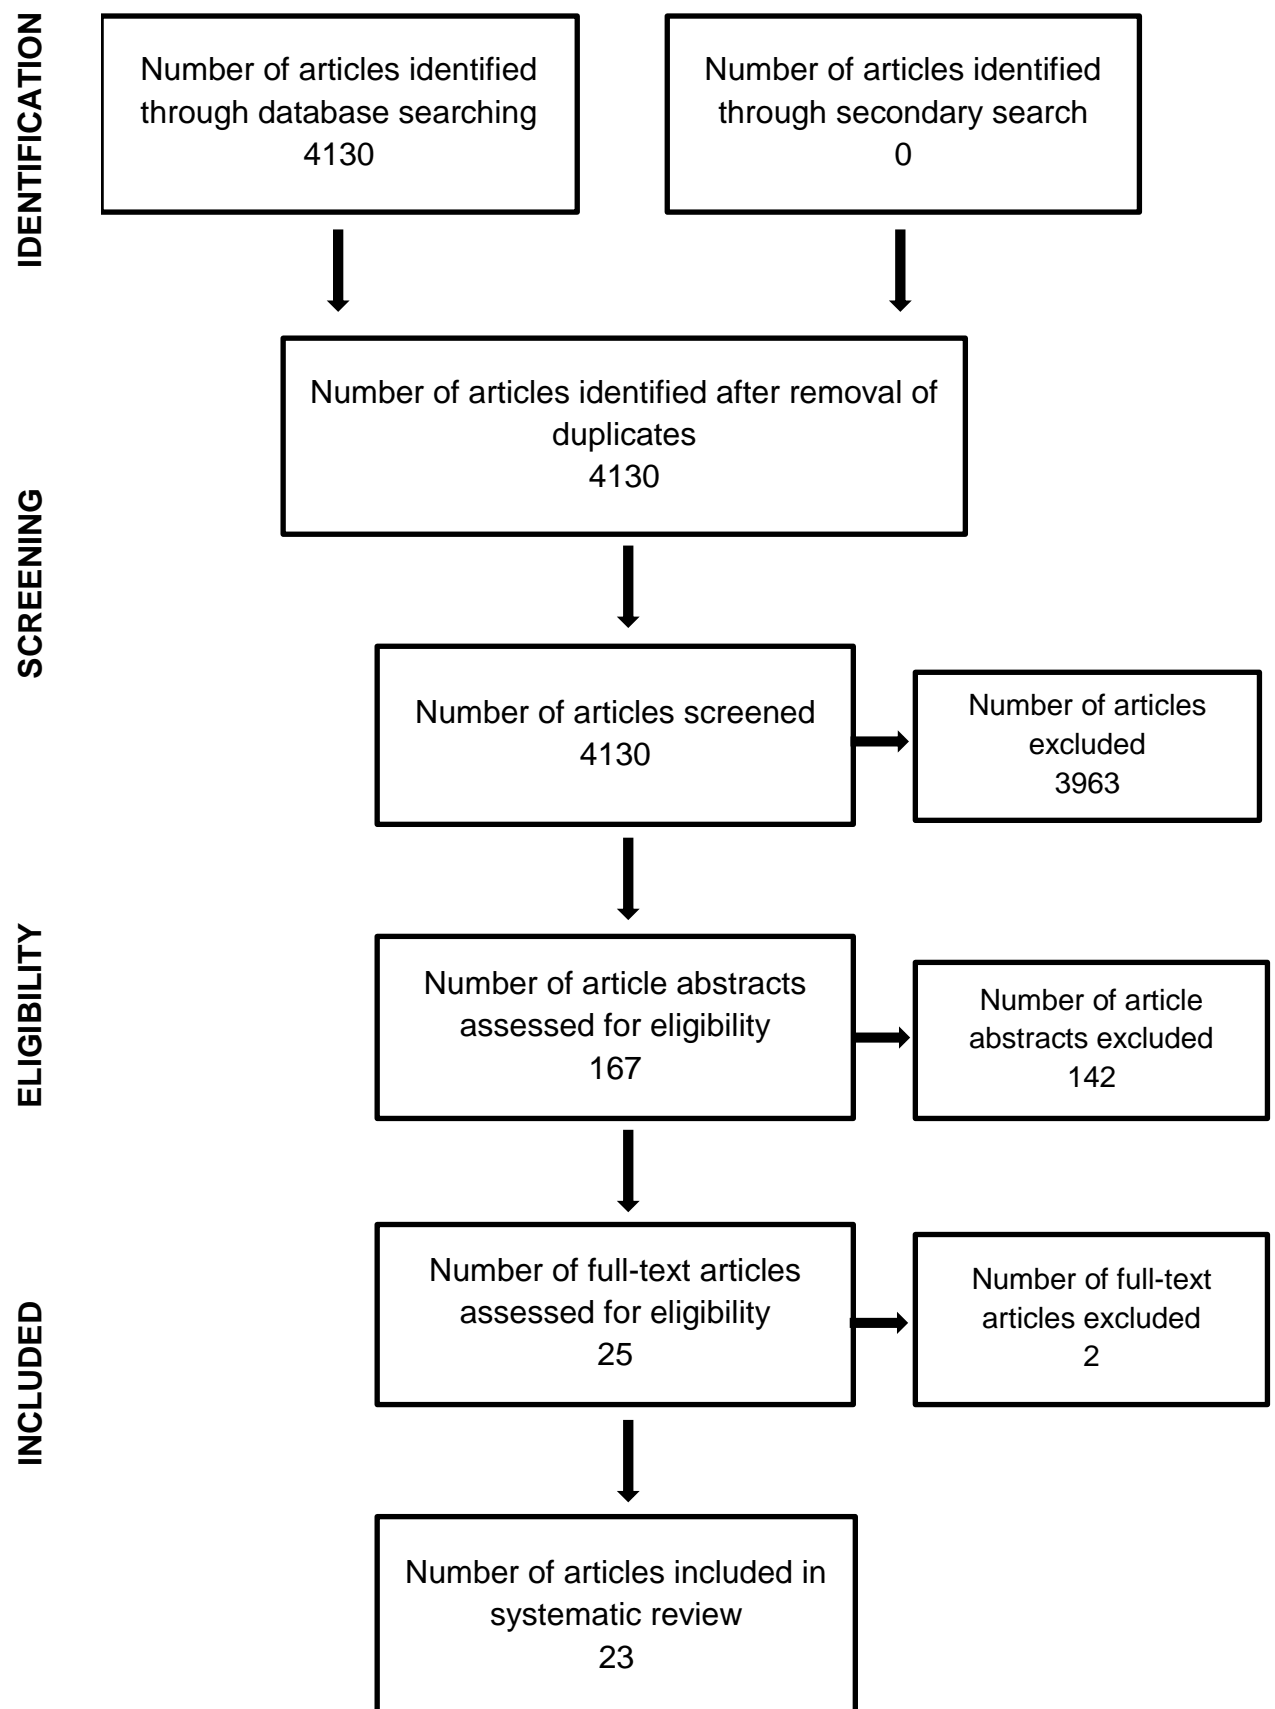 IDENTIFICATION
Number of articles identified
through database searching
4130
Number of articles identified
through secondary search
0
Number of articles identified after removal of
duplicates
4130
SCREENING
Number of articles screened
4130
Number of articles
excluded
3963
ELIGIBILITY
Number of article abstracts
assessed for eligibility
167
Number of article
abstracts excluded
142
INCLUDED
Number of full-text articles
assessed for eligibility
25
Number of full-text
articles excluded
2
Number of articles included in
systematic review
23